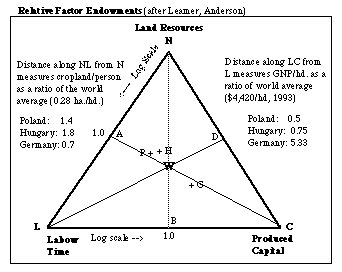 Relative Factor Endowments (after Leamer, Anderson)
Land Resources
N
Distance along NL from N
measures cropland/person
as a ratio of the world
average (0.28 ha./hd.)
Poland: 1.4
Hungary: 1.8
Germany: 0.7
<--- Log Scale
Distance along LC from
L measures GNP/hd. as a
ratio of world average
($4,420/hd, 1993)
Poland: 0.5
Hungary: 0.75
Germany: 5.33
1.0 A
D
P + + H
W
+ G
B
L
C
Labour
Time
Log scale -->
1.0
Produced
Capital